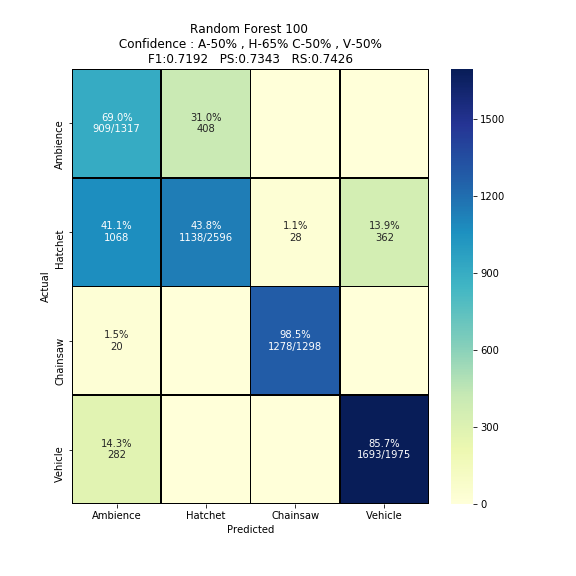 Random Forest 100
Confidence : A-50% , H-65% C-50% , V-50%
F1:0.7192 PS:0.7343 RS:0.7426
69.0%
909/1317
31.0%
408
41.1%
1068
43.8%
1138/2596
1.1%
28
13.9%
362
1.5%
20
98.5%
1278/1298
14.3%
282
85.7%
1693/1975
Actual
Ambience
Hatchet
Chainsaw
Vehicle
Ambience Hatchet Chainsaw Vehicle
Predicted
1500
1200
900
600
300
0